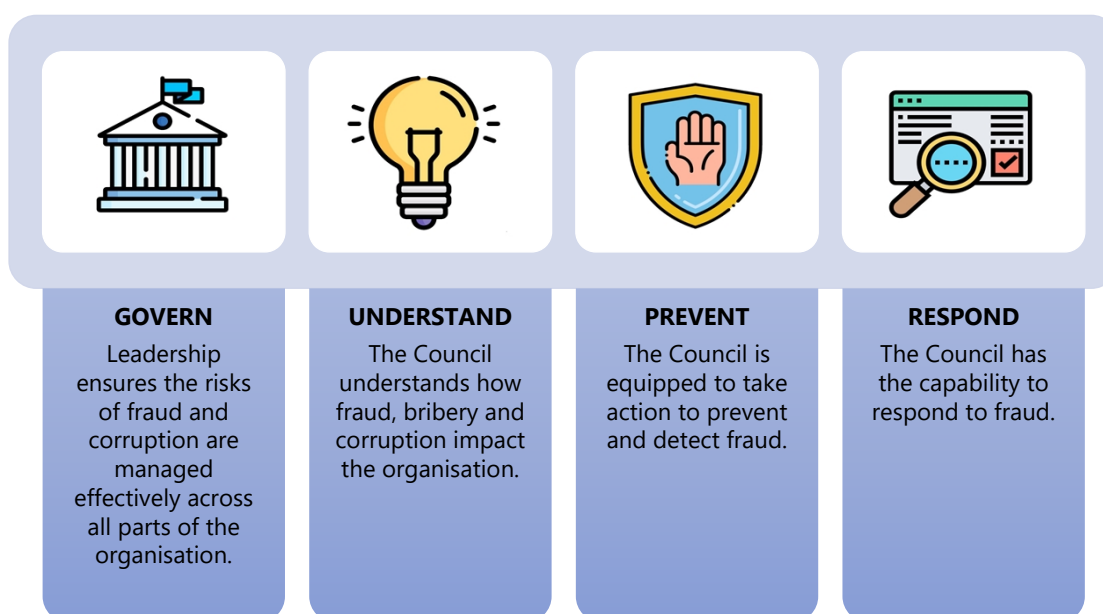 GOVERN
Leadership
ensures the risks
of fraud and
corruption are
managed
effectively across
all parts of the
organisation.
UNDERSTAND
The Council
understands how
fraud, bribery and
corruption impact
the organisation.
PREVENT
The Council is
equipped to take
action to prevent
and detect fraud.
RESPOND
The Council has
the capability to
respond to fraud.